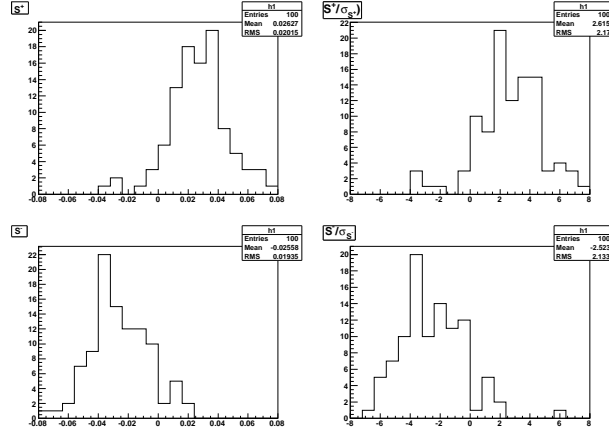 S⁺
h1
Entries 100
Mean 0.02627
RMS 0.02015
20
18
16
14
12
10
8
6
4
2
0
-0.08 -0.06 -0.04 -0.02 0 0.02 0.04 0.06 0.08
S⁺/σ_S⁺)
h1
Entries 100
Mean 2.615
RMS 2.17
22
20
18
16
14
12
10
8
6
4
2
0
-8 -6 -4 -2 0 2 4 6 8
S⁻
h1
Entries 100
Mean -0.02558
RMS 0.01935
22
20
18
16
14
12
10
8
6
4
2
0
-0.08 -0.06 -0.04 -0.02 0 0.02 0.04 0.06 0.08
S⁻/σ_S⁻
h1
Entries 100
Mean -2.523
RMS 2.133
20
18
16
14
12
10
8
6
4
2
0
-8 -6 -4 -2 0 2 4 6 8